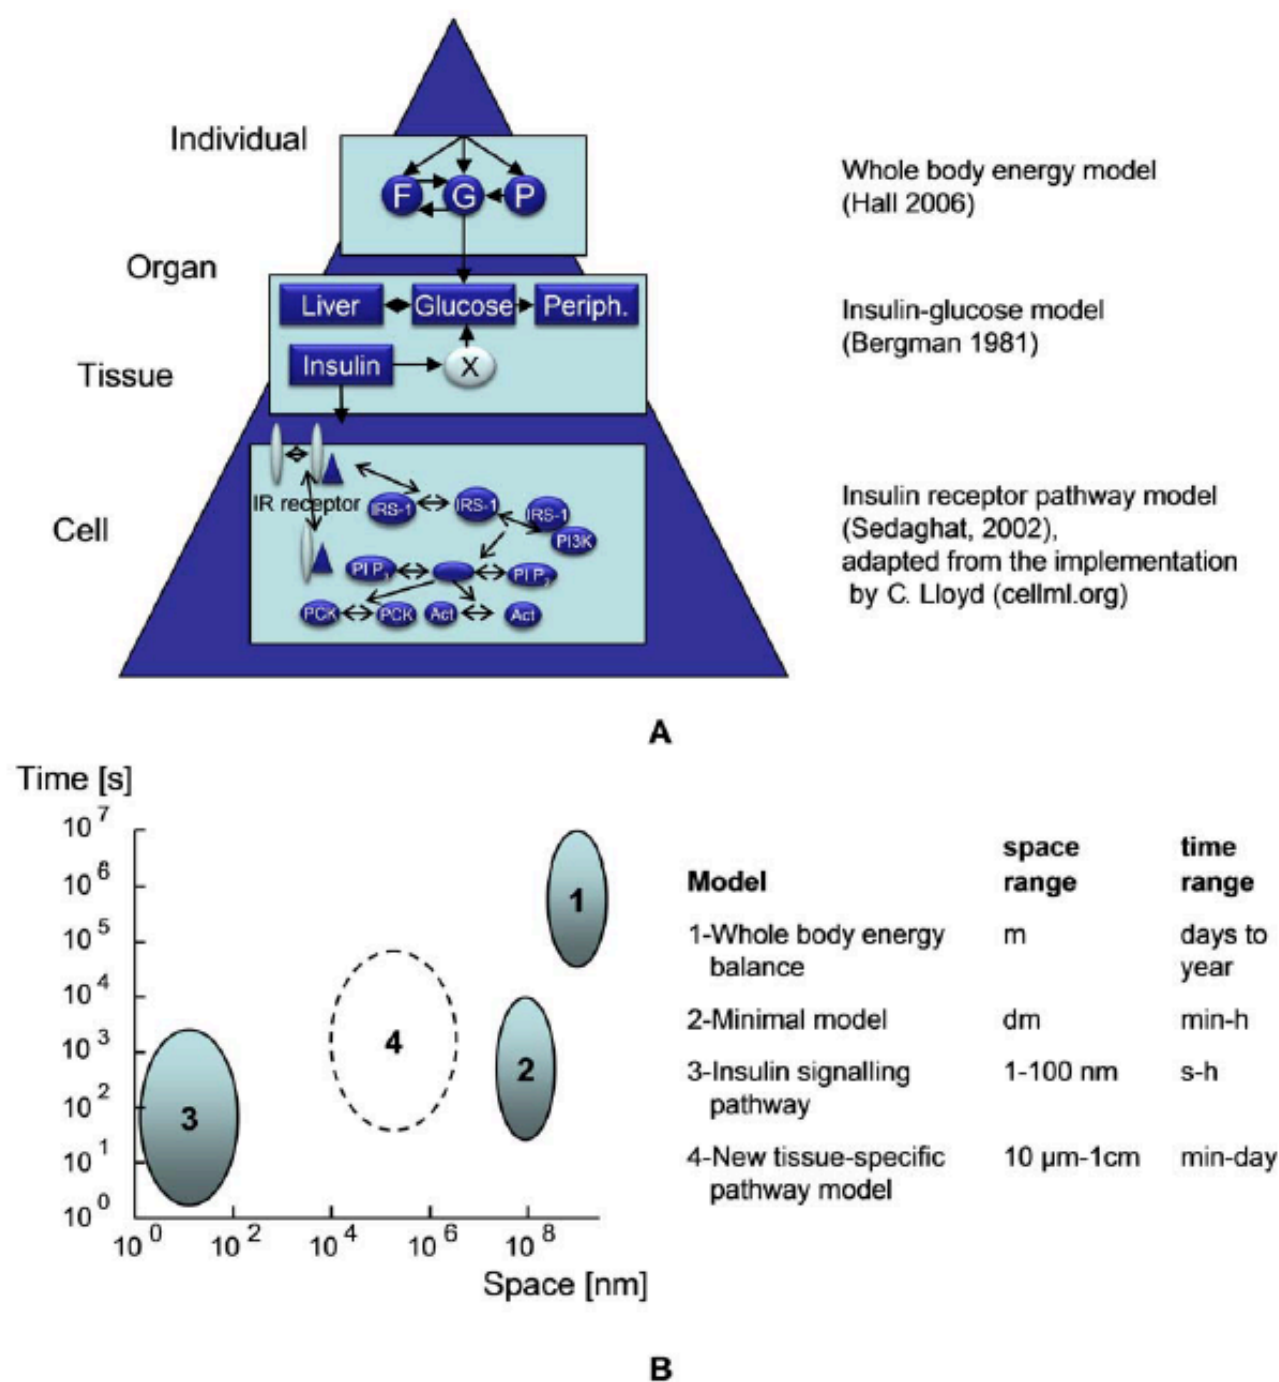 Individual
F G P
Whole body energy model
(Hall 2006)
Organ
Liver Glucose Periph.
Insulin-glucose model
(Bergman 1981)
Tissue
Insulin X
IR receptor
IRS-1 IRS-1 IRS-1
PI3K
Insulin receptor pathway model
(Sedaghat, 2002),
adapted from the implementation
by C. Lloyd (cellml.org)
Cell
PI P3 PI P2
PCK PCK Act Act
A
Time [s]
10 7
10 6
10 5
10 4
10 3
10 2
10 1
10 0
1
2
3
4
10 0 10 2 10 4 10 6 10 8
Space [nm]
Model space range time range
1-Whole body energy balance m days to year
2-Minimal model dm min-h
3-Insulin signalling pathway 1-100 nm s-h
4-New tissue-specific pathway model 10 µm-1cm min-day
B